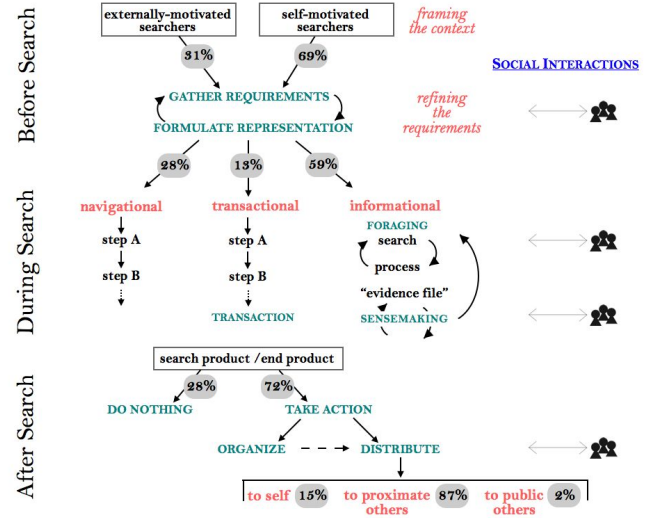 Before Search
externally-motivated
searchers
self-motivated
searchers
framing
the context
31%
69%
SOCIAL INTERACTIONS
GATHER REQUIREMENTS
FORMULATE REPRESENTATION
refining
the
requirements
28%
13%
59%
During Search
navigational
transactional
informational
step A
step B
step A
step B
TRANSACTION
FORAGING
search
process
"evidence file"
SENSEMAKING
After Search
search product /end product
28%
72%
DO NOTHING
TAKE ACTION
ORGANIZE
DISTRIBUTE
to self 15%
to proximate
others 87%
to public
others 2%